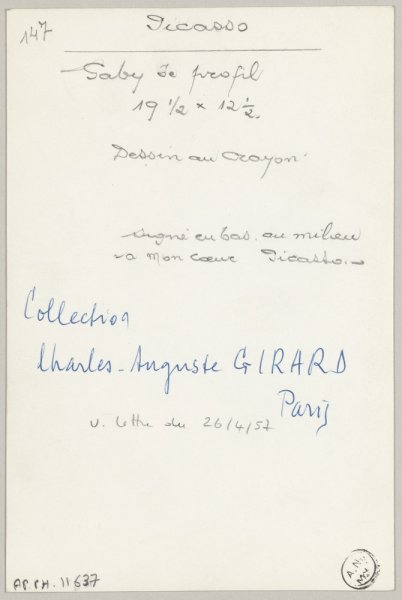 147
Picasso
Gaby de profil
19 1/2 x 12 1/2.
Dessin au crayon
signé en bas. au milieu
"a mon cœur Picasso."
Collection
Charles-Auguste GIRARD
Paris
v. lettre du 26/4/57
AP.PH. 11637